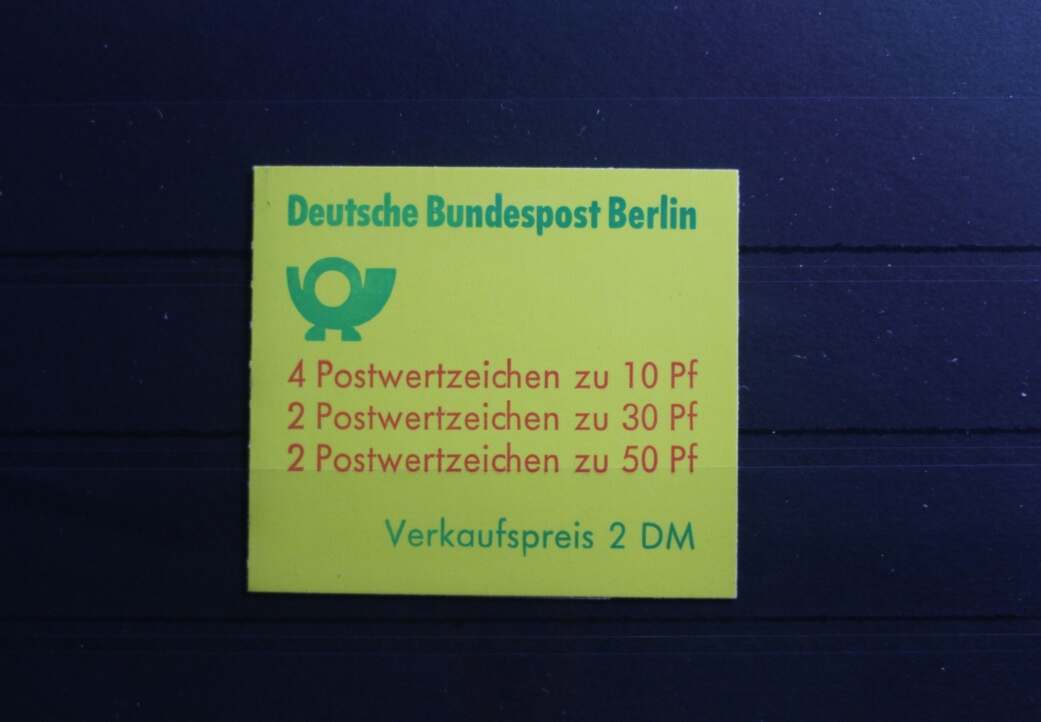 Deutsche Bundespost Berlin
4 Postwertzeichen zu 10 Pf
2 Postwertzeichen zu 30 Pf
2 Postwertzeichen zu 50 Pf
Verkaufspreis 2 DM